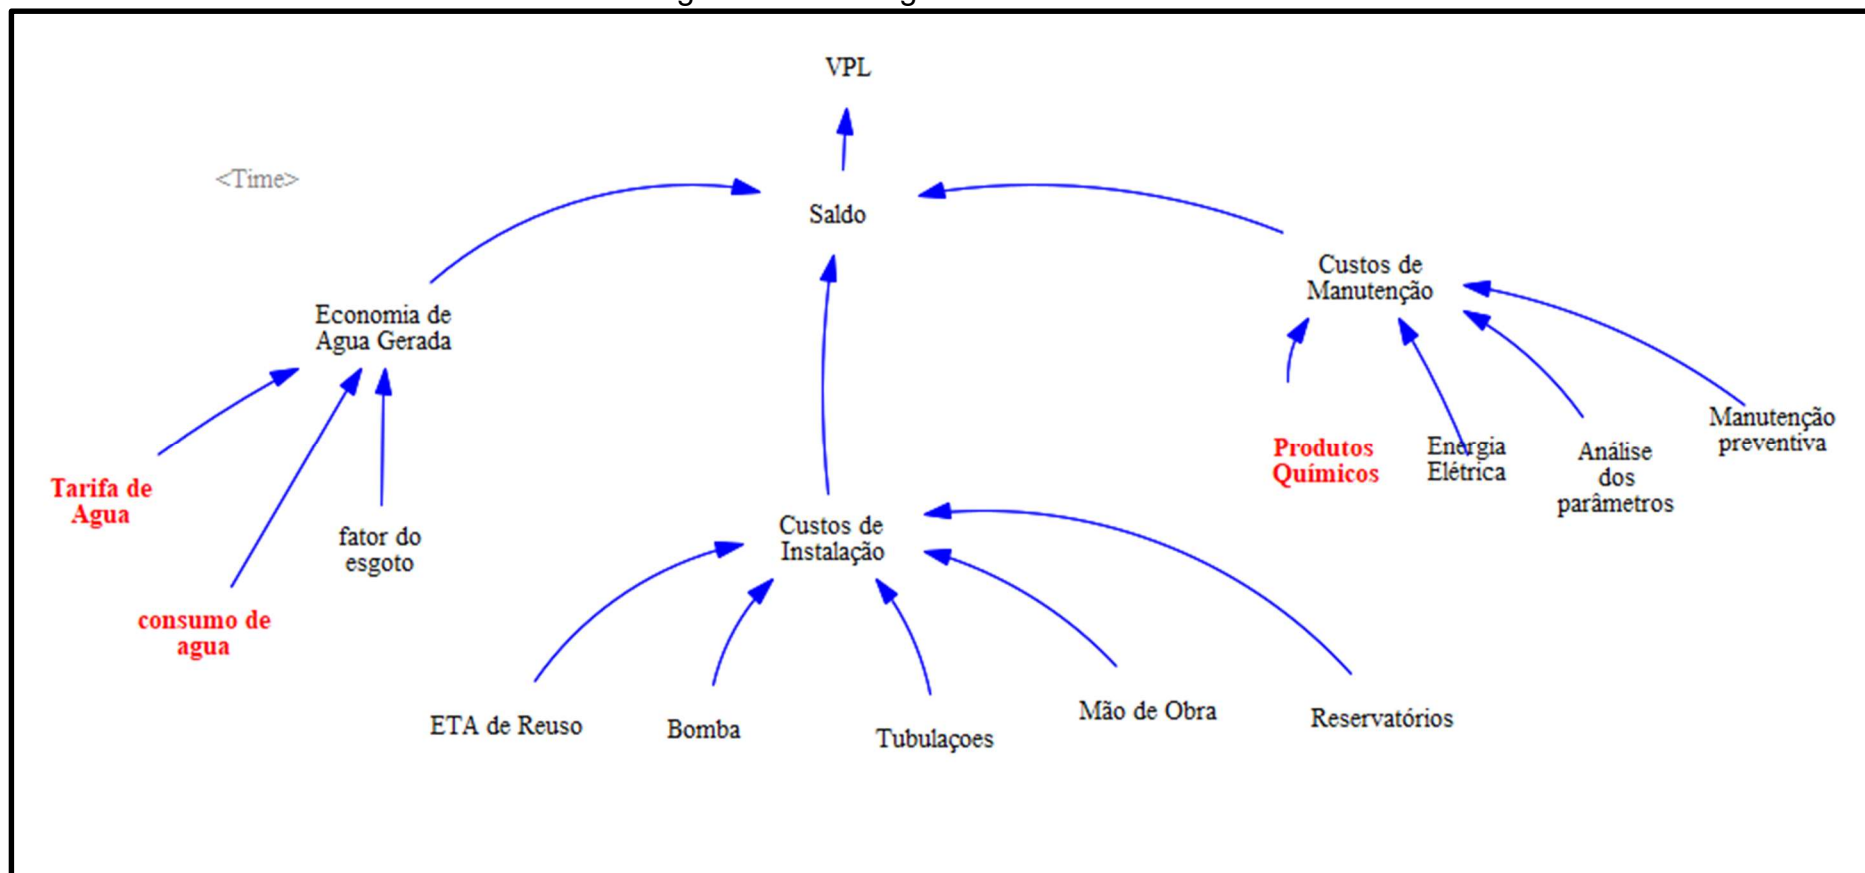 VPL
<Time>
Saldo
Custos de
Manutenção
Economia de
Agua Gerada
Manutenção
preventiva
Produtos
Químicos
Energia
Elétrica
Análise
dos
parâmetros
Tarifa de
Agua
fator do
esgoto
Custos de
Instalação
consumo de
agua
ETA de Reuso
Bomba
Tubulaçoes
Mão de Obra
Reservatórios